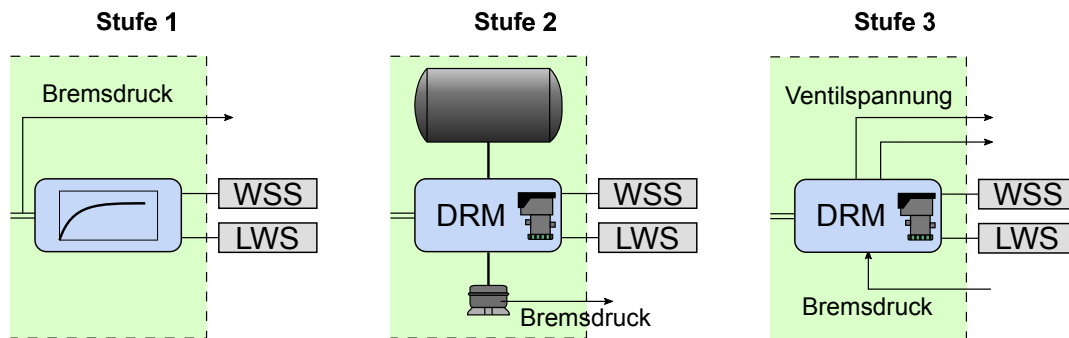 Stufe 1
Bremsdruck
WSS
LWS
Stufe 2
DRM
WSS
LWS
Bremsdruck
Stufe 3
Ventilspannung
DRM
WSS
LWS
Bremsdruck